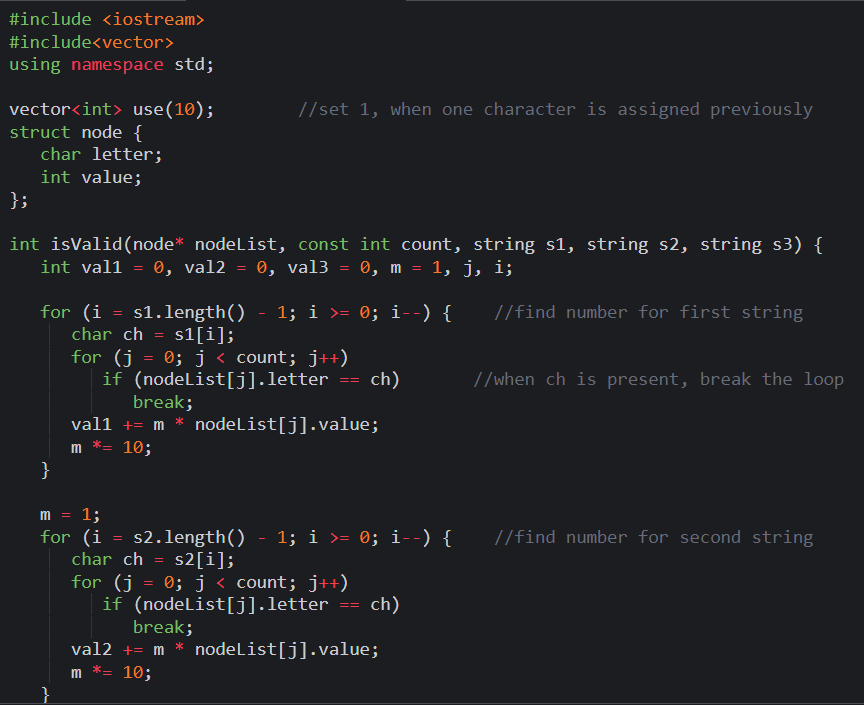 #include <iostream>
#include<vector>
using namespace std;
vector<int> use(10);        //set 1, when one character is assigned previously
struct node {
   char letter;
   int value;
};
int isValid(node* nodeList, const int count, string s1, string s2, string s3) {
   int val1 = 0, val2 = 0, val3 = 0, m = 1, j, i;
   for (i = s1.length() - 1; i >= 0; i--) {    //find number for first string
      char ch = s1[i];
      for (j = 0; j < count; j++)
         if (nodeList[j].letter == ch)       //when ch is present, break the loop
            break;
      val1 += m * nodeList[j].value;
      m *= 10;
   }
   m = 1;
   for (i = s2.length() - 1; i >= 0; i--) {    //find number for second string
      char ch = s2[i];
      for (j = 0; j < count; j++)
         if (nodeList[j].letter == ch)
            break;
      val2 += m * nodeList[j].value;
      m *= 10;
   }